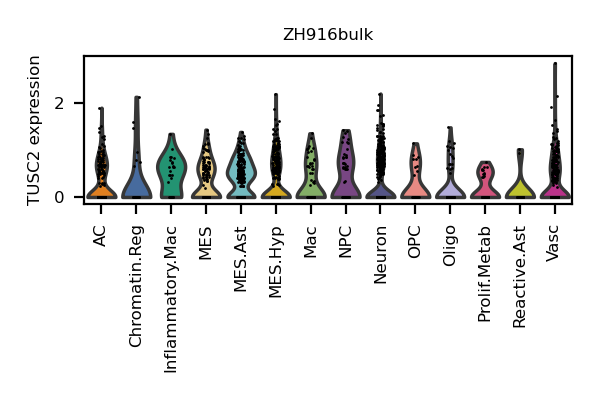 ZH916bulk
TUSC2 expression
2
0
AC
Chromatin.Reg
Inflammatory.Mac
MES
MES.Ast
MES.Hyp
Mac
NPC
Neuron
OPC
Oligo
Prolif.Metab
Reactive.Ast
Vasc